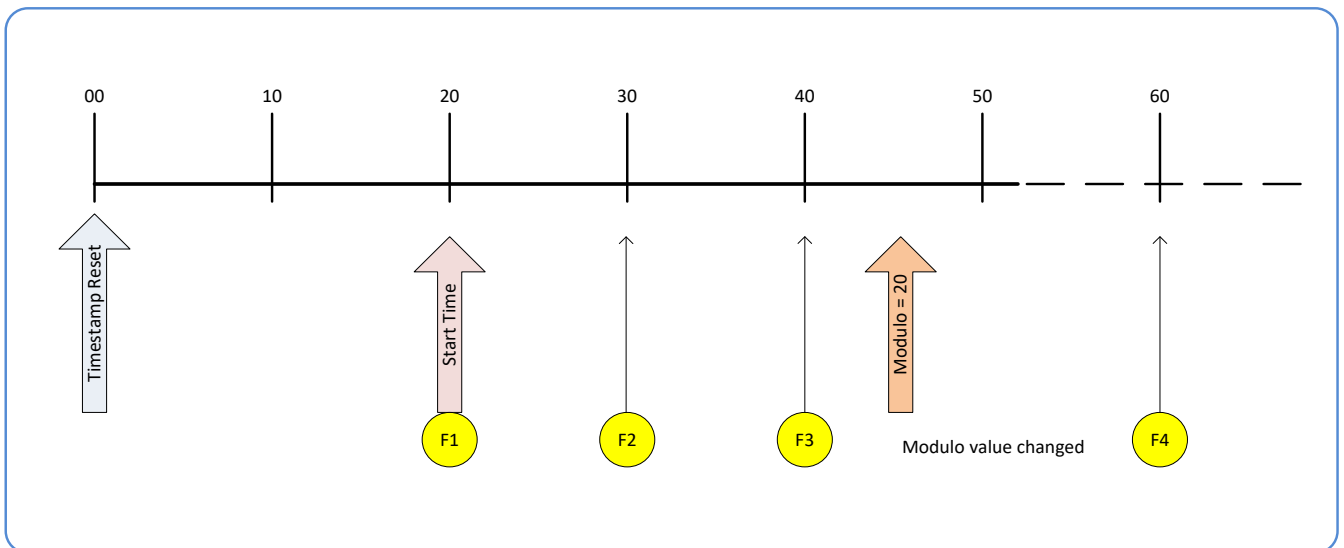 00 10 20 30 40 50 60
Timestamp Reset
Start Time
Modulo = 20
F1 F2 F3 F4
Modulo value changed